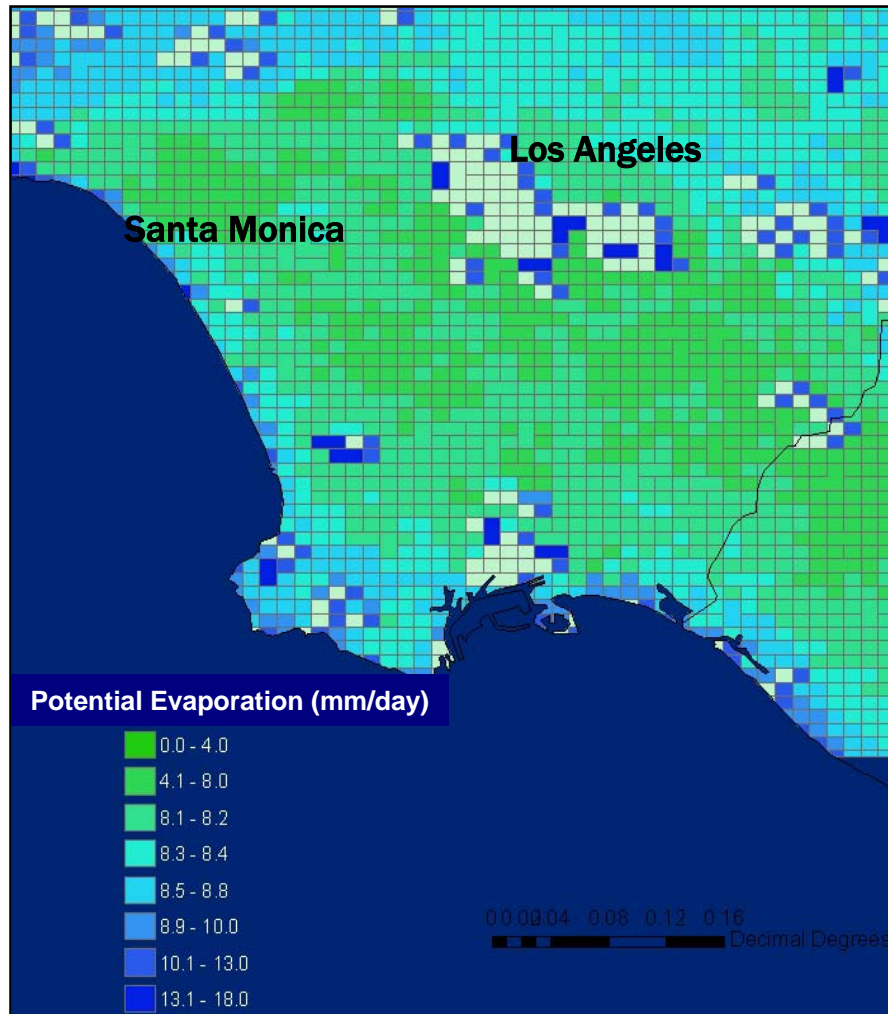 Los Angeles
Santa Monica
Potential Evaporation (mm/day)
0.0 - 4.0
4.1 - 8.0
8.1 - 8.2
8.3 - 8.4
8.5 - 8.8
8.9 - 10.0
10.1 - 13.0
13.1 - 18.0
0.04 0.08 0.12 0.16
Decimal Degrees